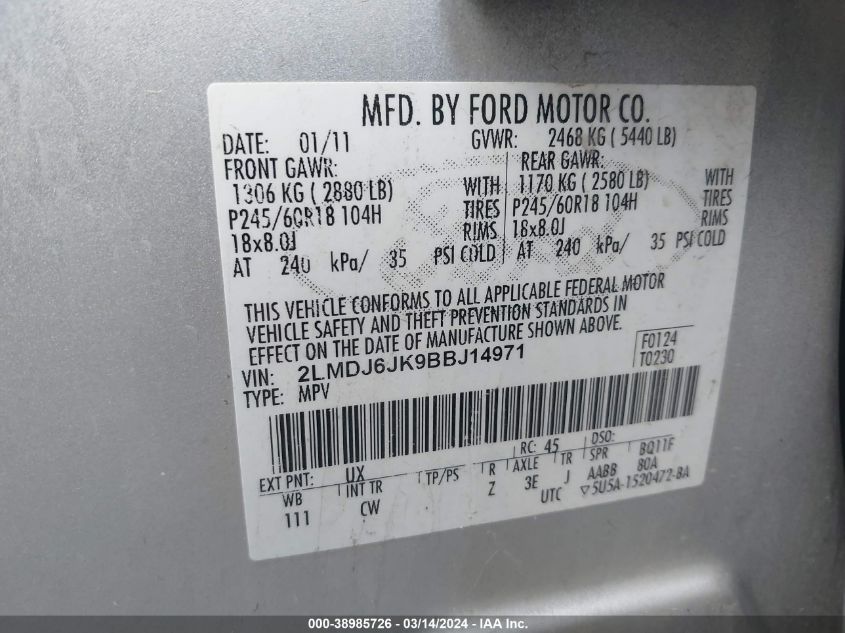 MFD. BY FORD MOTOR CO.
DATE: 01/11 GVWR: 2468 KG ( 5440 LB)
FRONT GAWR: REAR GAWR:
1306 KG ( 2880 LB) WITH 1170 KG ( 2580 LB) WITH
P245/60R18 104H TIRES P245/60R18 104H TIRES
18x8.0J RIMS 18x8.0J RIMS
AT 240 kPa/ 35 PSI COLD AT 240 kPa/ 35 PSI COLD
THIS VEHICLE CONFORMS TO ALL APPLICABLE FEDERAL MOTOR
VEHICLE SAFETY AND THEFT PREVENTION STANDARDS IN
EFFECT ON THE DATE OF MANUFACTURE SHOWN ABOVE.
VIN: 2LMDJ6JK9BBJ14971 F0124
TYPE: MPV T0230
EXT PNT: UX RC: 45 DSO:
WB INT TR TP/PS R AXLE TR SPR BQ11F
111 CW Z 3E J AABB 80A
UTC ▽5U5A-1520472-BA
000-38985726 - 03/14/2024 - IAA Inc.